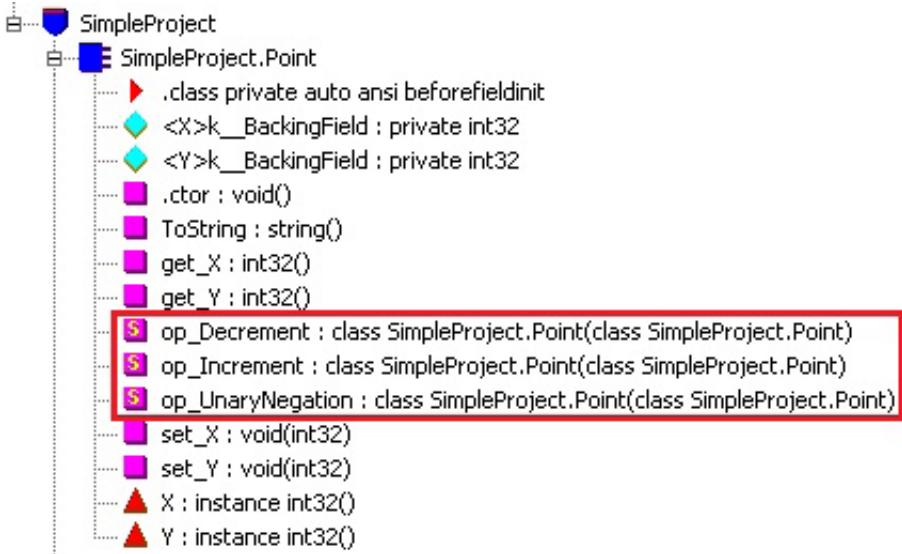 SimpleProject
SimpleProject.Point
.class private auto ansi beforefieldinit
<X>k__BackingField : private int32
<Y>k__BackingField : private int32
.ctor : void()
ToString : string()
get_X : int32()
get_Y : int32()
S op_Decrement : class SimpleProject.Point(class SimpleProject.Point)
S op_Increment : class SimpleProject.Point(class SimpleProject.Point)
S op_UnaryNegation : class SimpleProject.Point(class SimpleProject.Point)
set_X : void(int32)
set_Y : void(int32)
X : instance int32()
Y : instance int32()